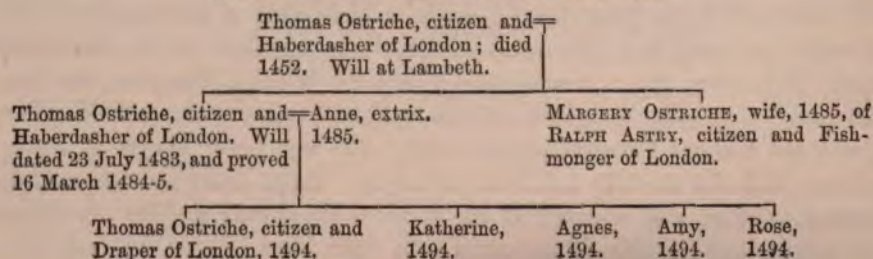 Thomas Ostriche, citizen and
Haberdasher of London; died
1452. Will at Lambeth.
Thomas Ostriche, citizen and
Haberdasher of London. Will
dated 23 July 1483, and proved
16 March 1484-5.
Anne, extrix.
1485.
MARGERY OSTRICHE, wife, 1485, of
RALPH ASTRY, citizen and Fish-
monger of London.
Thomas Ostriche, citizen and
Draper of London, 1494.
Katherine,
1494.
Agnes,
1494.
Amy,
1494.
Rose,
1494.